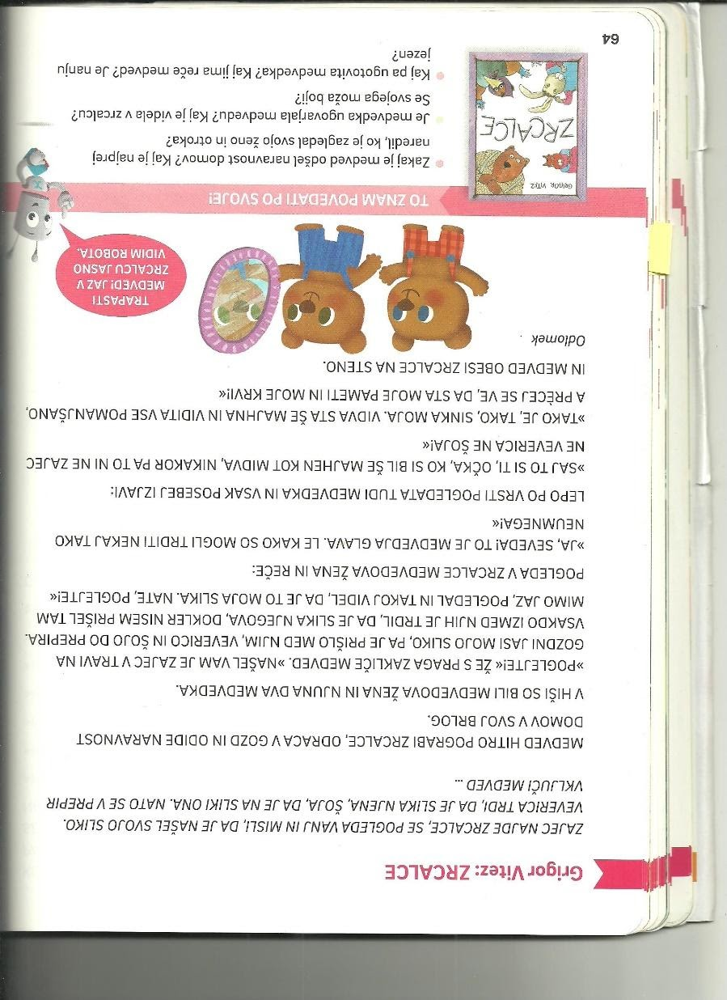 Grigor Vitez: ZRCALCE
ZAJEC NAJDE ZRCALCE, SE POGLEDA VANJ IN MISLI, DA JE NAŠEL SVOJO SLIKO.
VEVERICA TRDI, DA JE SLIKA NJENA, ŠOJA, DA JE NA SLIKI ONA. NATO SE V PREPIR
VKLJUČI MEDVED ...
MEDVED HITRO POGRABI ZRCALCE, ODRACA V GOZD IN ODIDE NARAVNOST
DOMOV V SVOJ BRLOG.
V HIŠI SO BILI MEDVEDOVA ŽENA IN NJUNA DVA MEDVEDKA.
»POGLEJTE!« ŽE S PRAGA ZAKLIČE MEDVED. »NAŠEL VAM JE ZAJEC V TRAVI NA
GOZDNI JASI MOJO SLIKO, PA JE PRIŠLO MED NJIM, VEVERICO IN ŠOJO DO PREPIRA.
VSAKDO IZMED NJIH JE TRDIL, DA JE SLIKA NJEGOVA, DOKLER NISEM PRIŠEL TAM
MIMO JAZ, POGLEDAL IN TAKOJ VIDEL, DA JE TO MOJA SLIKA. NATE, POGLEJTE!«
POGLEDA V ZRCALCE MEDVEDOVA ŽENA IN REČE:
»JA, SEVEDA! TO JE MEDVEDJA GLAVA. LE KAKO SO MOGLI TRDITI NEKAJ TAKO
NEUMNEGA!«
LEPO PO VRSTI POGLEDATA TUDI MEDVEDKA IN VSAK POSEBEJ IZJAVI:
»SAJ TO SI TI, OČKA, KO SI BIL ŠE MAJHEN KOT MIDVA, NIKAKOR PA TO NI NE ZAJEC
NE VEVERICA NE ŠOJA!«
»TAKO JE, TAKO, SINKA MOJA. VIDVA STA ŠE MAJHNA IN VIDITA VSE POMANJŠANO,
A PRÈCEJ SE VE, DA STA MOJE PAMETI IN MOJE KRVI!«
IN MEDVED OBESI ZRCALCE NA STENO.
Odlomek
TRAPASTI
MEDVED! JAZ V
ZRCALCU JASNO
VIDIM ROBOTA.
TO ZNAM POVEDATI PO SVOJE!
GRIGOR VITEZ
ZRCALCE
• Zakaj je medved odšel naravnost domov? Kaj je najprej
naredil, ko je zagledal svojo ženo in otroka?
• Je medvedka ugovarjala medvedu? Kaj je videla v zrcalcu?
Se svojega moža boji?
• Kaj pa ugotovita medvedka? Kaj jima reče medved? Je nanju
jezen?
64